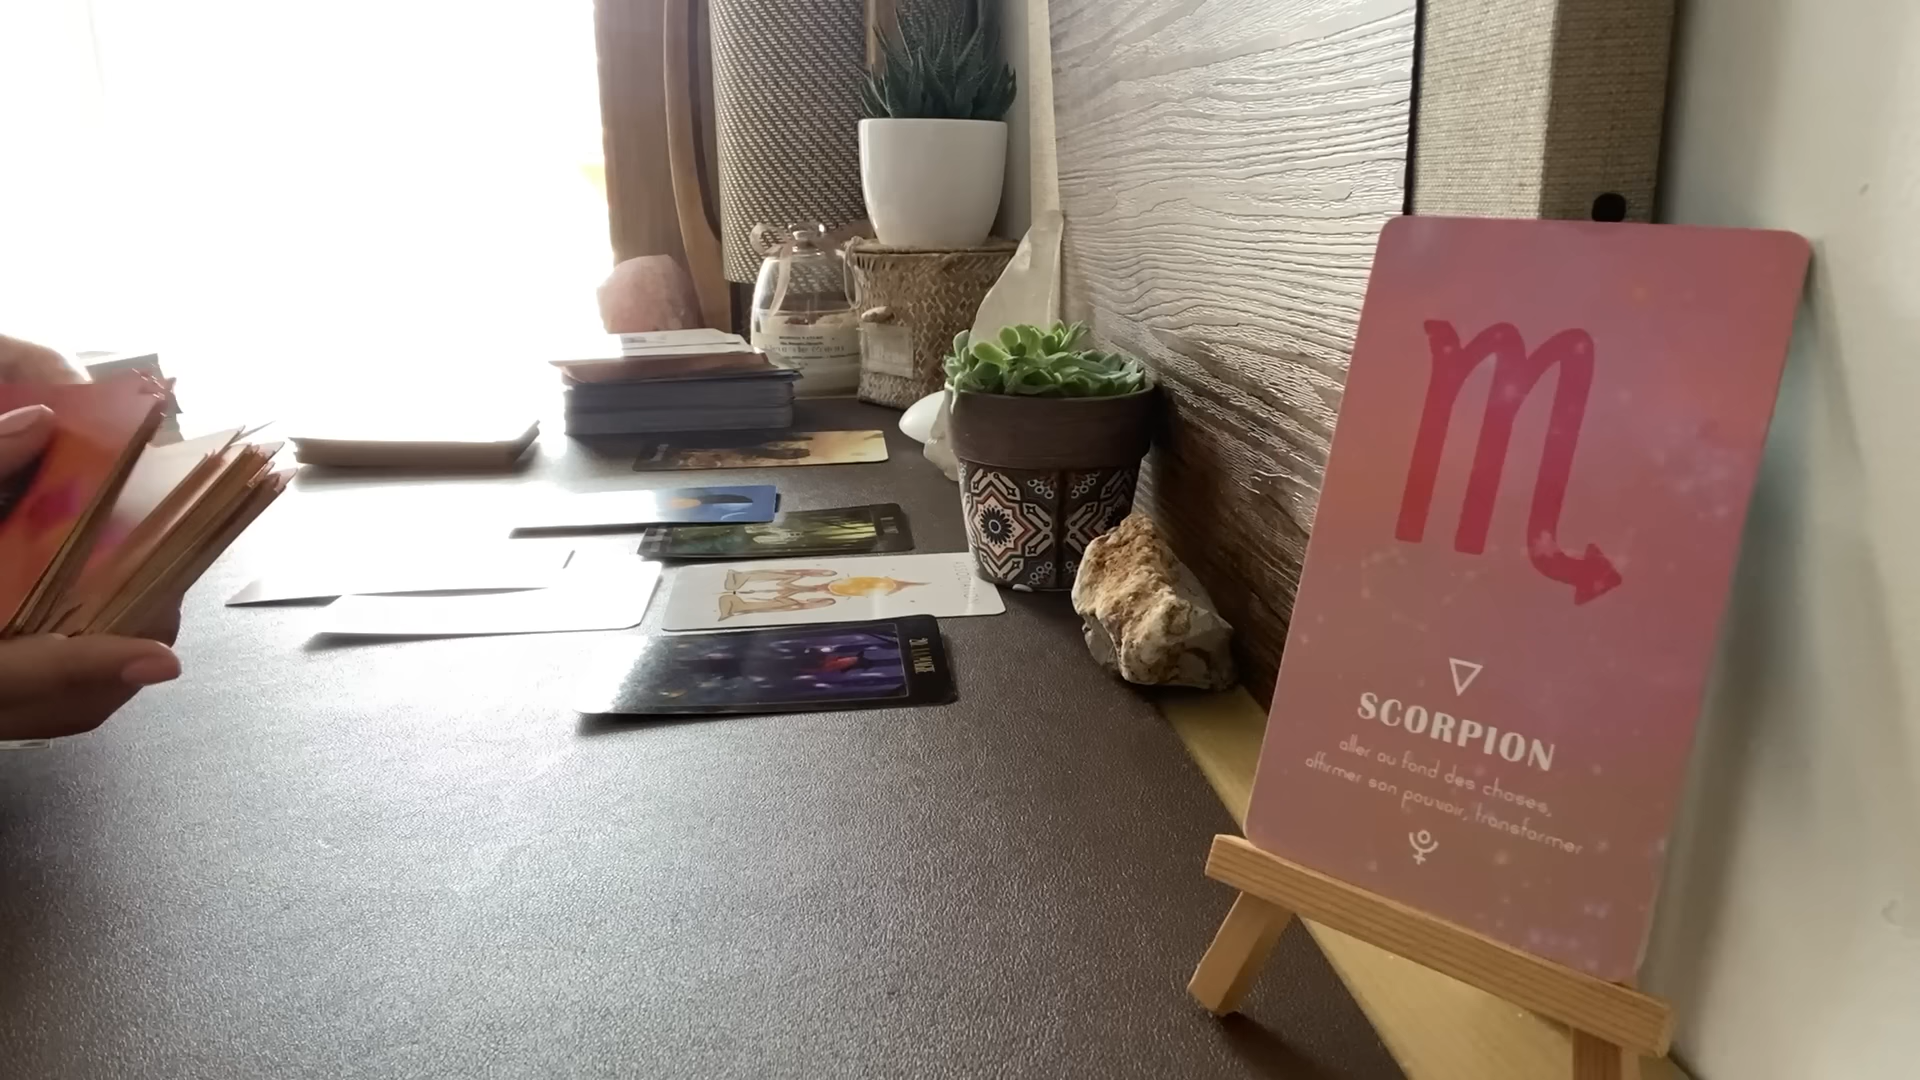 SCORPION
aller au fond des choses,
affirmer son pouvoir, transformer